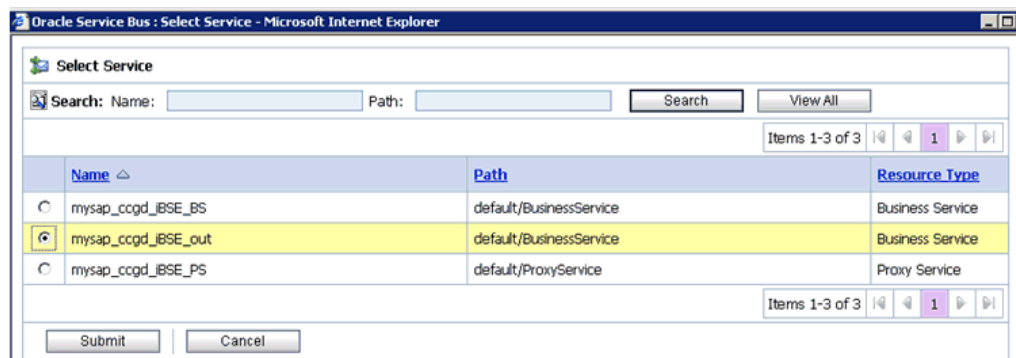 Oracle Service Bus : Select Service - Microsoft Internet Explorer
Select Service
Search: Name: Path: Search View All
Items 1-3 of 3 1
Name Path Resource Type
mysap_ccgd_iBSE_BS default/BusinessService Business Service
mysap_ccgd_iBSE_out default/BusinessService Business Service
mysap_ccgd_iBSE_PS default/ProxyService Proxy Service
Items 1-3 of 3 1
Submit Cancel